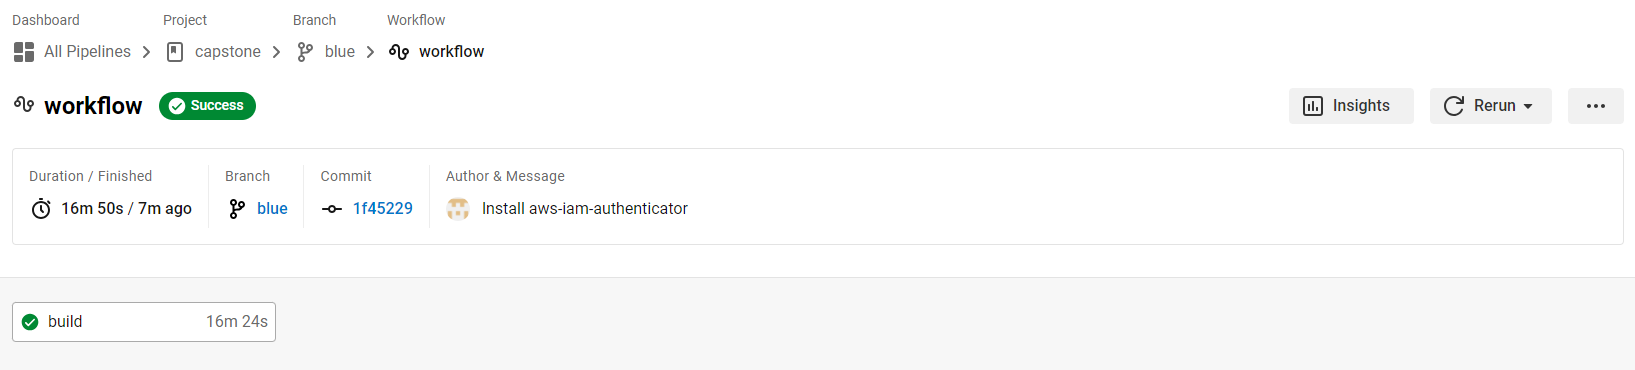 Dashboard Project Branch Workflow
All Pipelines capstone blue workflow
workflow Success Insights Rerun
Duration / Finished Branch Commit Author & Message
16m 50s / 7m ago blue 1f45229 Install aws-iam-authenticator
build 16m 24s